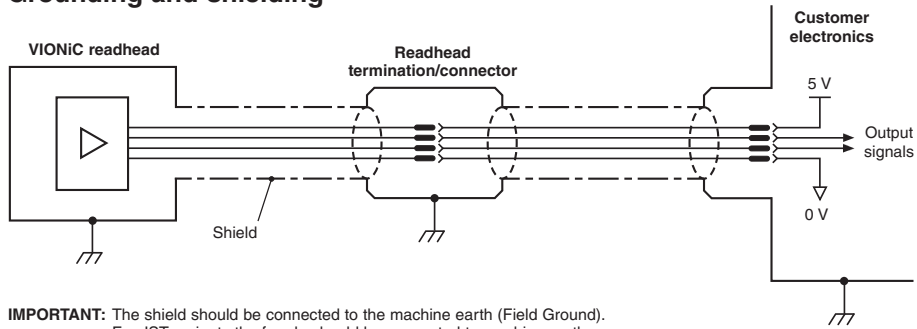 Grounding and shielding
VIONiC readhead
Readhead
termination/connector
Customer
electronics
5 V
Output
signals
0 V
Shield
IMPORTANT: The shield should be connected to the machine earth (Field Ground).